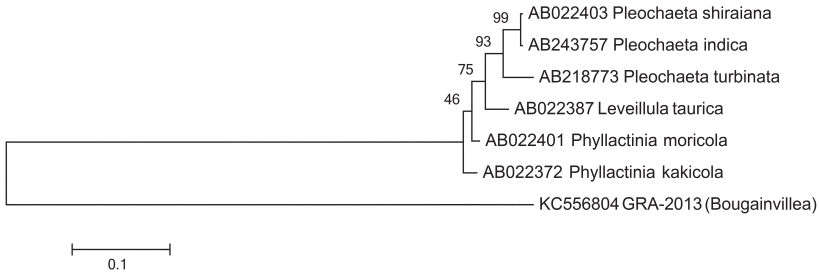 99
AB022403 Pleochaeta shiraiana
93
AB243757 Pleochaeta indica
75
AB218773 Pleochaeta turbinata
46
AB022387 Leveillula taurica
AB022401 Phyllactinia moricola
AB022372 Phyllactinia kakicola
KC556804 GRA-2013 (Bougainvillea)
0.1